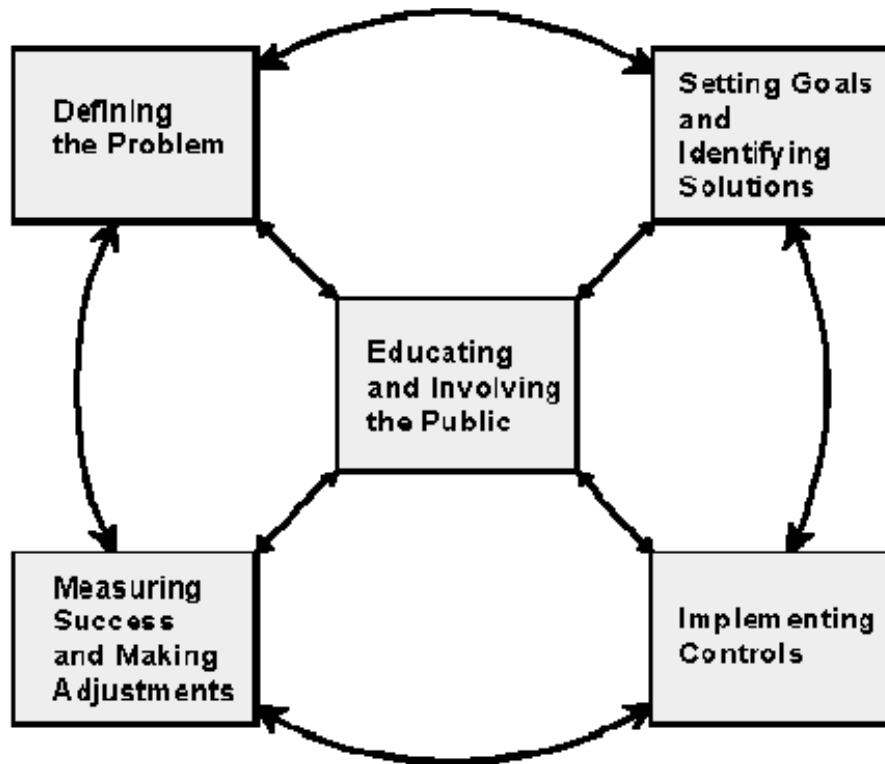 Defining
the Problem
Setting Goals
and
Identifying
Solutions
Educating
and Involving
the Public
Measuring
Success
and Making
Adjustments
Implementing
Controls